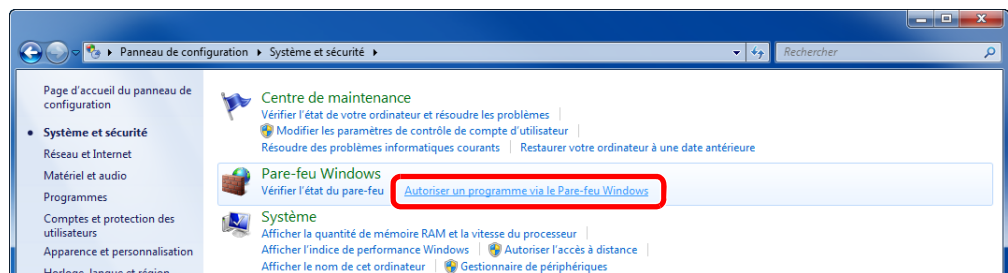 Panneau de configuration ▸ Système et sécurité ▸
Rechercher
Page d'accueil du panneau de
configuration
Système et sécurité
Réseau et Internet
Matériel et audio
Programmes
Comptes et protection des
utilisateurs
Apparence et personnalisation
Horloge, langue et région
Centre de maintenance
Vérifier l'état de votre ordinateur et résoudre les problèmes
Modifier les paramètres de contrôle de compte d'utilisateur
Résoudre des problèmes informatiques courants Restaurer votre ordinateur à une date antérieure
Pare-feu Windows
Vérifier l'état du pare-feu Autoriser un programme via le Pare-feu Windows
Système
Afficher la quantité de mémoire RAM et la vitesse du processeur
Afficher l'indice de performance Windows Autoriser l'accès à distance
Afficher le nom de cet ordinateur Gestionnaire de périphériques